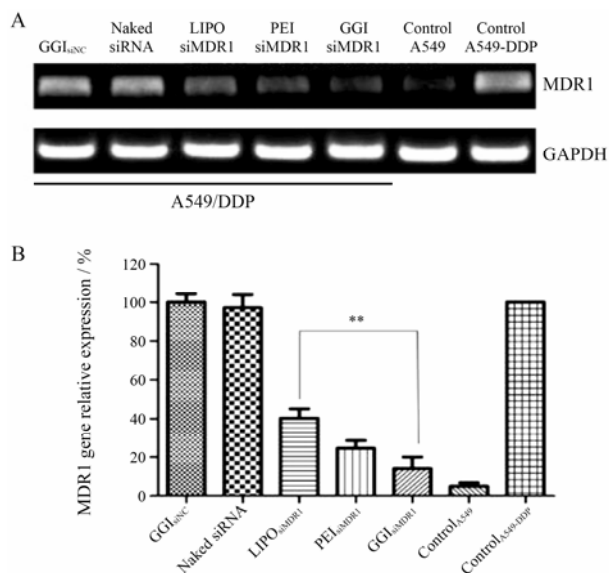 A
GGIsiNC
Naked siRNA
LIPO siMDR1
PEI siMDR1
GGI siMDR1
Control A549
Control A549-DDP
MDR1
GAPDH
A549/DDP
B
MDR1 gene relative expression / %
120
100
80
60
40
20
0
**
GGIsiNC
Naked siRNA
LIPOsiMDR1
PEIsiMDR1
GGIsiMDR1
ControlA549
ControlA549-DDP